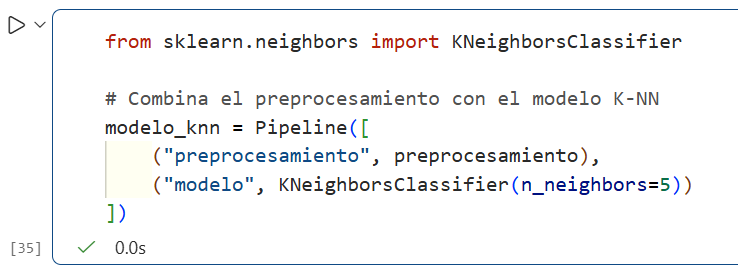 from sklearn.neighbors import KNeighborsClassifier

# Combina el preprocesamiento con el modelo K-NN
modelo_knn = Pipeline([
    ("preprocesamiento", preprocesamiento),
    ("modelo", KNeighborsClassifier(n_neighbors=5))
])
[35]
0.0s